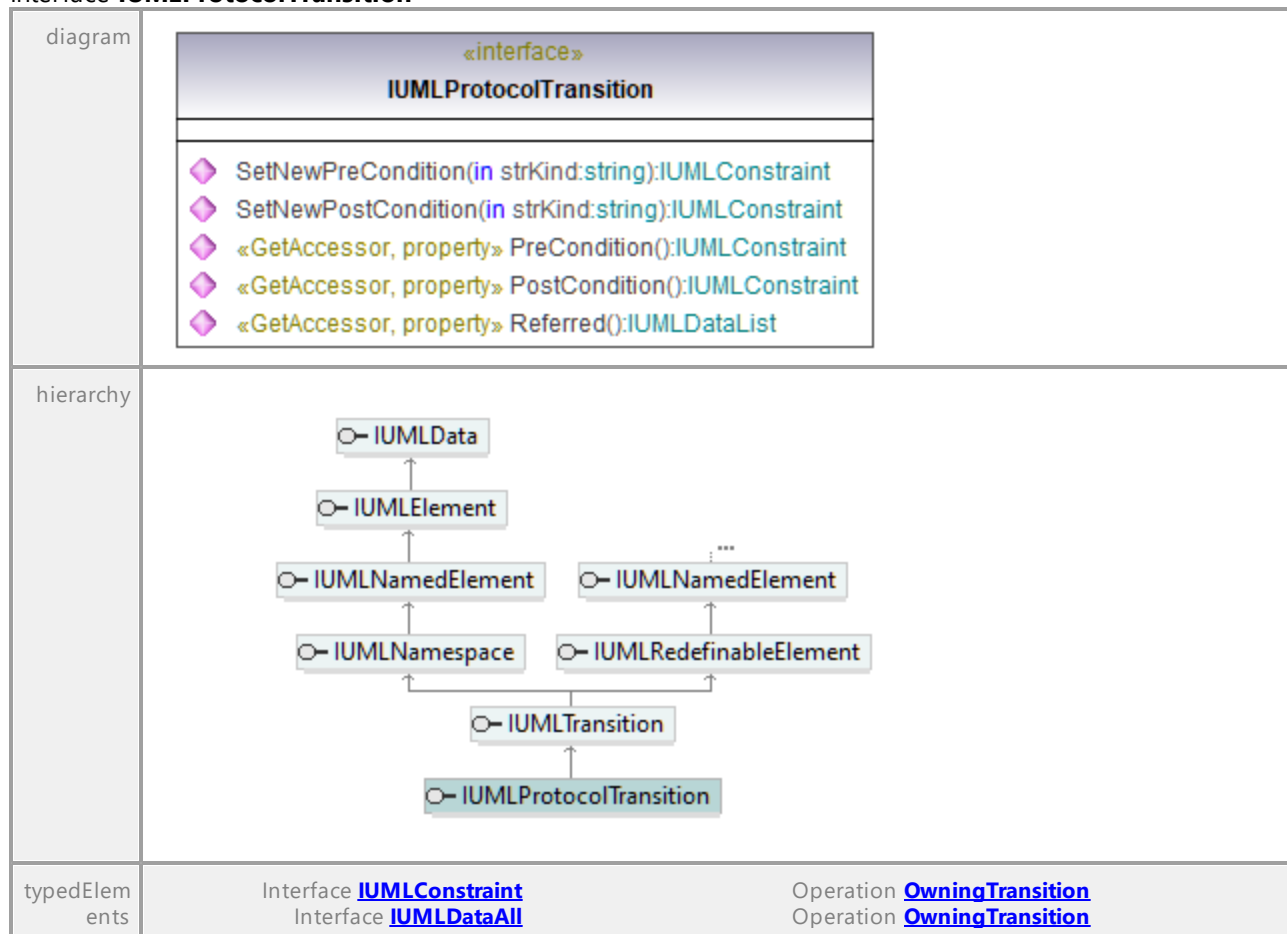 Interface IUMLProtocolTransition
diagram
«interface»
IUMLProtocolTransition
SetNewPreCondition(in strKind:string):IUMLConstraint
SetNewPostCondition(in strKind:string):IUMLConstraint
«GetAccessor, property» PreCondition():IUMLConstraint
«GetAccessor, property» PostCondition():IUMLConstraint
«GetAccessor, property» Referred():IUMLDataList
hierarchy
IUMLData
IUMLElement
...
IUMLNamedElement IUMLNamedElement
IUMLNamespace IUMLRedefinableElement
IUMLTransition
IUMLProtocolTransition
typedElem Interface IUMLConstraint Operation OwningTransition
ents Interface IUMLDataAll Operation OwningTransition